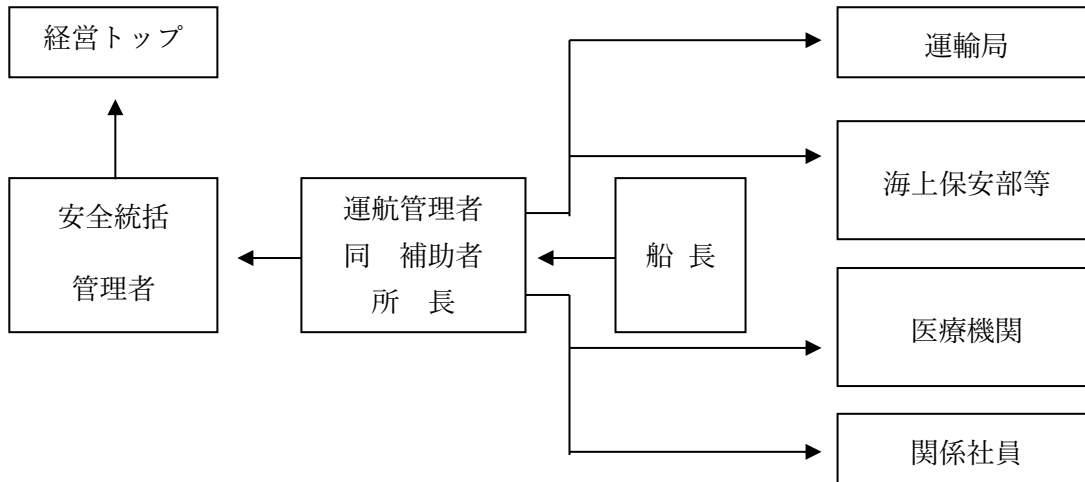 経営トップ
運輸局
海上保安部等
安全統括
管理者
運航管理者
同　補助者
所　長
船 長
医療機関
関係社員